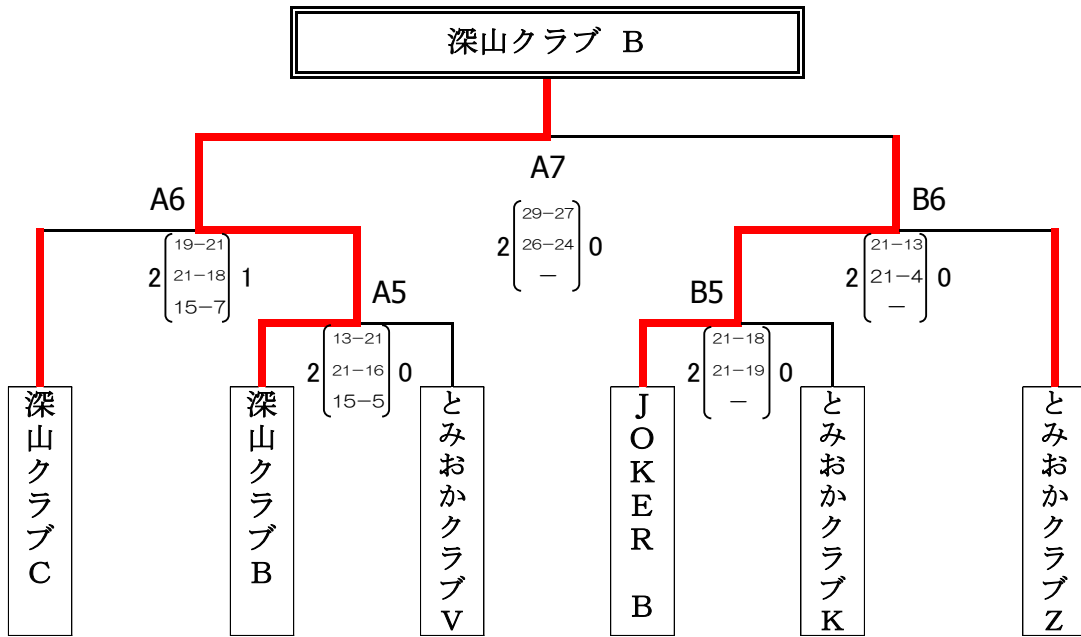 深山クラブ B
A7
A6
B6
29-27
2 26-24 0
-
19-21
2 21-18 1
15-7
21-13
2 21-4 0
-
A5
B5
13-21
2 21-16 0
15-5
21-18
2 21-19 0
-
深山クラブC
深山クラブB
とみおかクラブV
JOKER B
とみおかクラブK
とみおかクラブZ